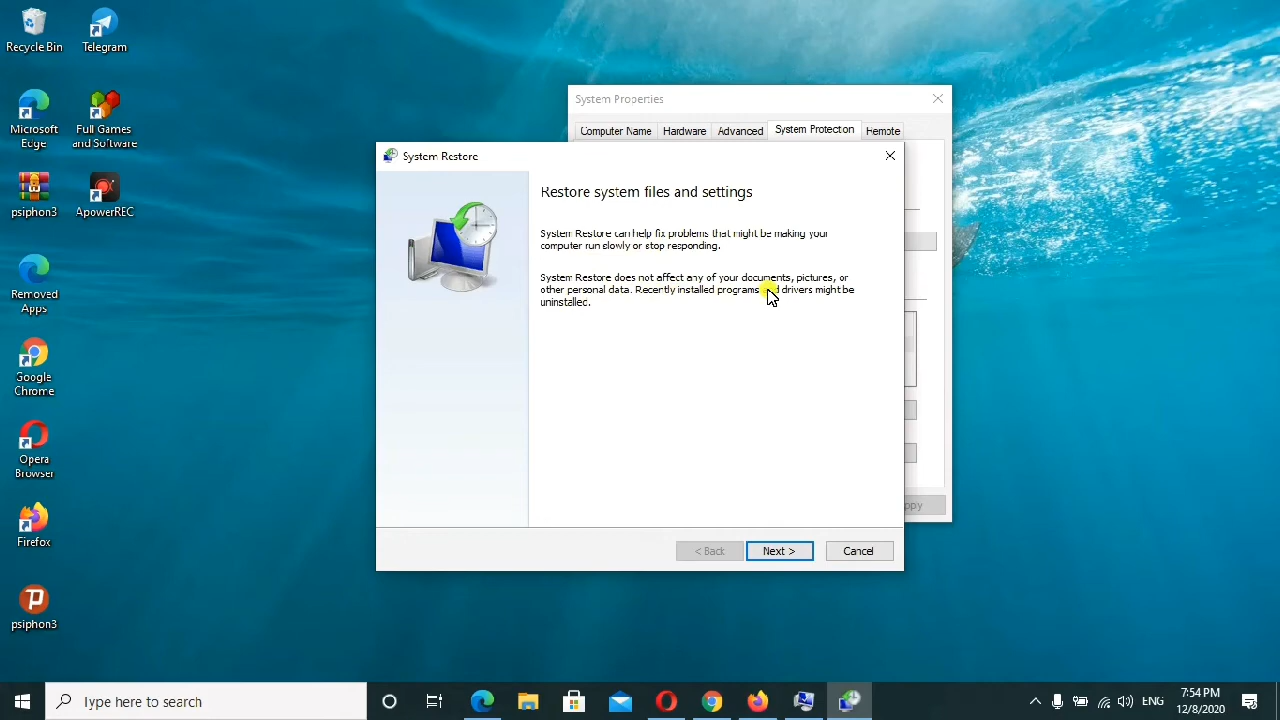 Recycle Bin
Telegram
Microsoft
Edge
Full Games
and Software
psiphon3
ApowerREC
Removed
Apps
Google
Chrome
Opera
Browser
Firefox
psiphon3
System Properties
Computer Name
Hardware
Advanced
System Protection
Remote
System Restore
Restore system files and settings
System Restore can help fix problems that might be making your
computer run slowly or stop responding.
System Restore does not affect any of your documents, pictures, or
other personal data. Recently installed programs drivers might be
uninstalled.
< Back
Next >
Cancel
Type here to search
ENG
7:54 PM
12/8/2020